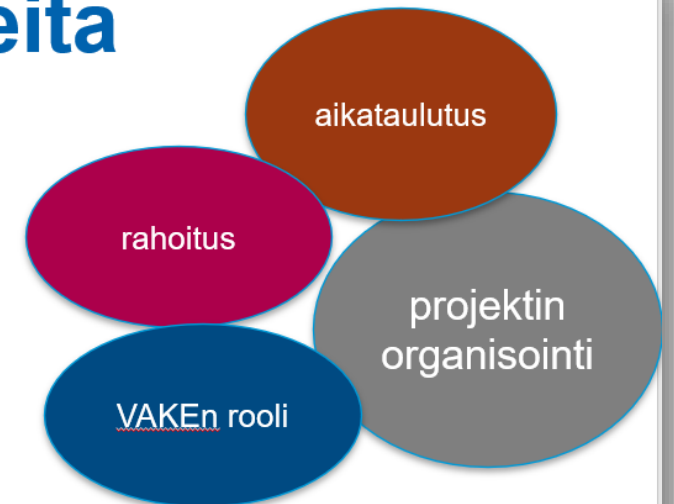 eita
aikataulutus
rahoitus
projektin
organisointi
VAKEn rooli